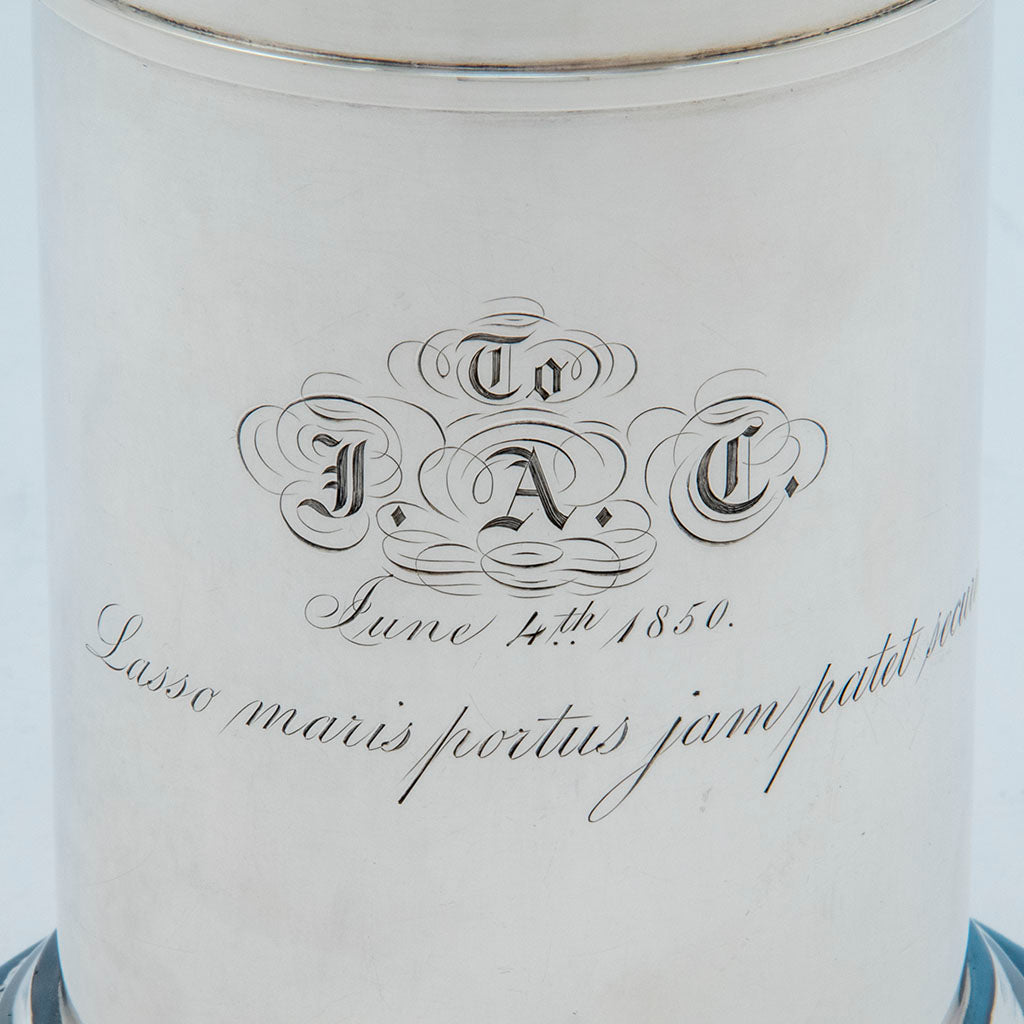 To
J. A. C.
June 4th 1850.
Lasso maris portus jam patet